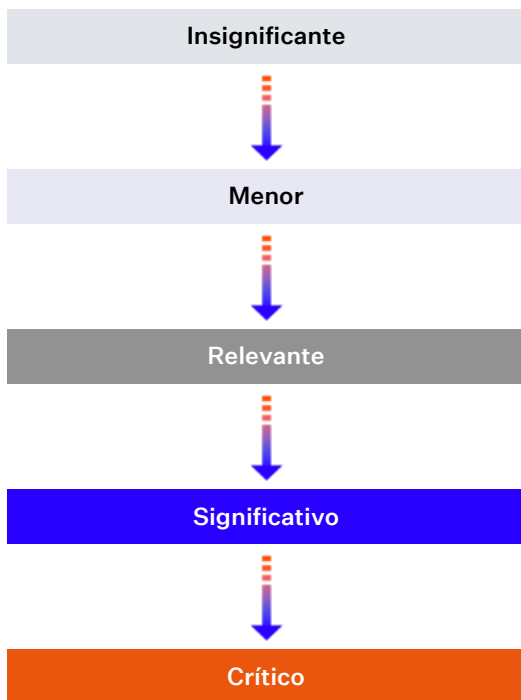 Insignificante
Menor
Relevante
Significativo
Crítico